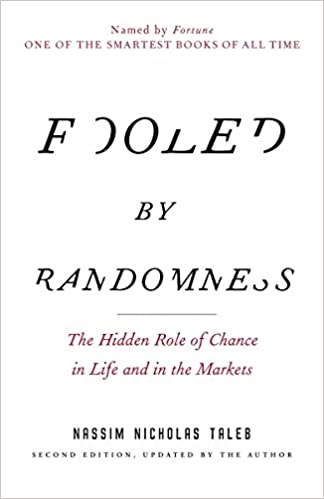 Named by Fortune
ONE OF THE SMARTEST BOOKS OF ALL TIME
FOOLED
BY
RANDOMNESS
The Hidden Role of Chance
in Life and in the Markets
NASSIM NICHOLAS TALEB
SECOND EDITION, UPDATED BY THE AUTHOR